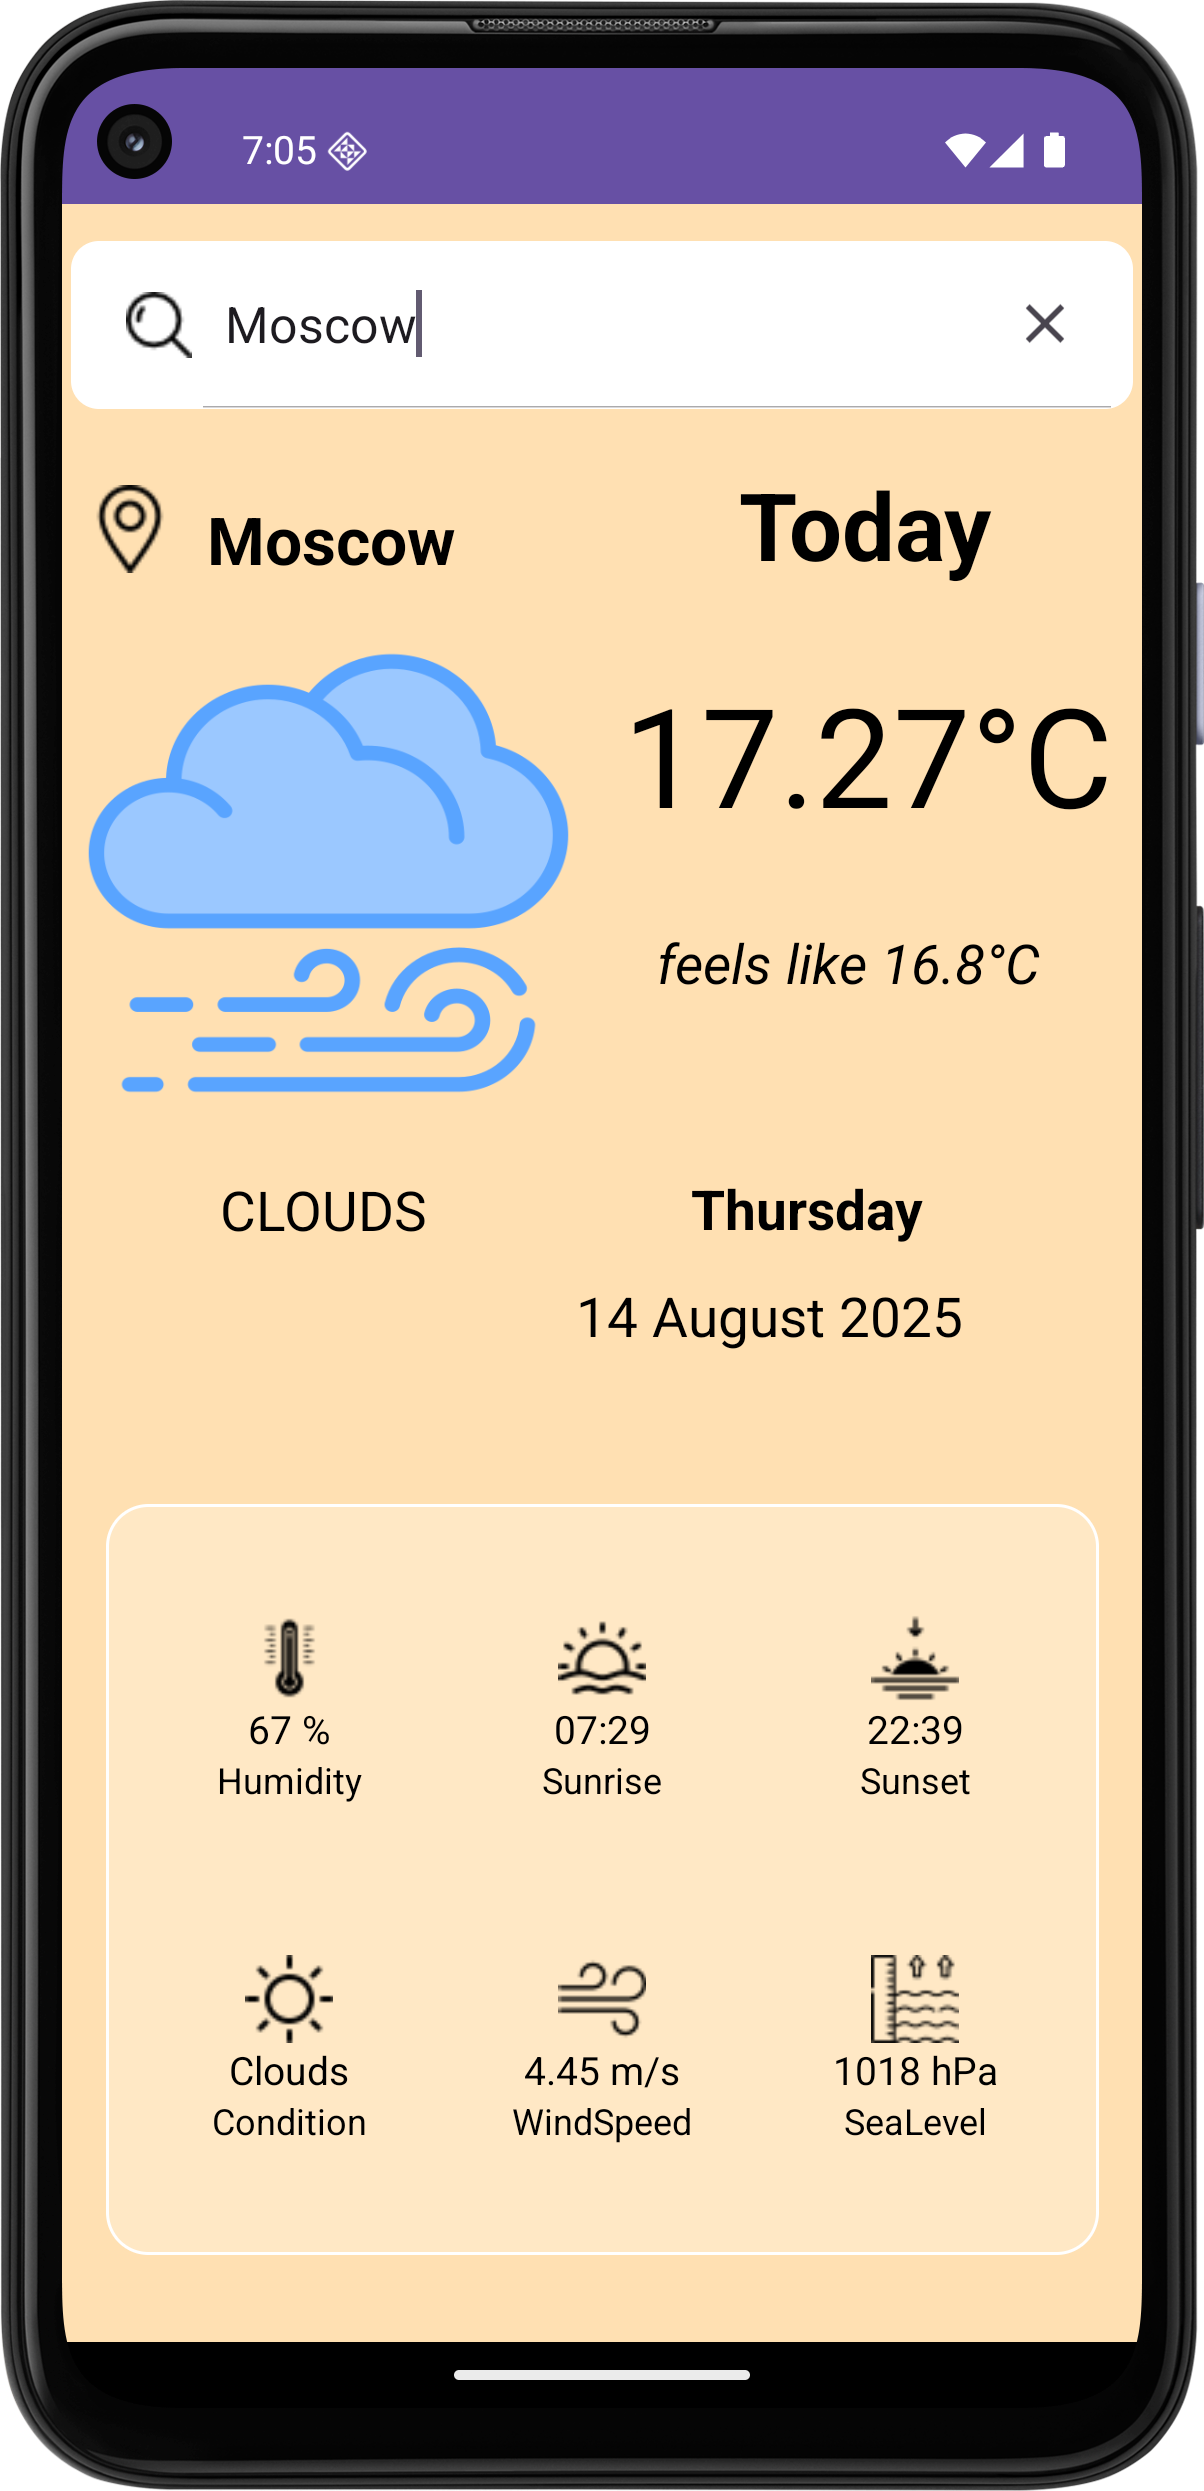 7:05
Moscow
Moscow
Today
17.27°C
feels like 16.8°C
CLOUDS
Thursday
14 August 2025
67 %
Humidity
07:29
Sunrise
22:39
Sunset
Clouds
Condition
4.45 m/s
WindSpeed
1018 hPa
SeaLevel